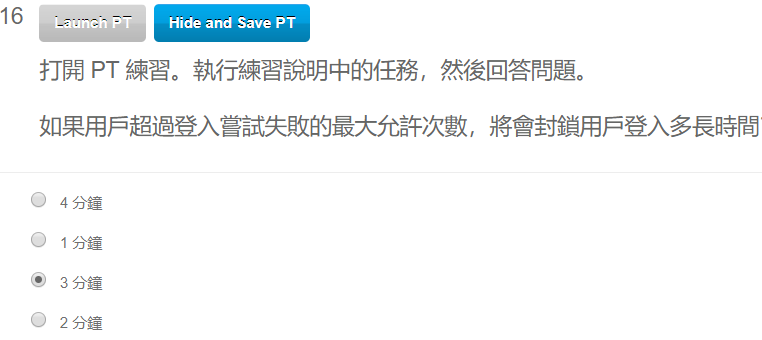 16 Launch PT Hide and Save PT
打開 PT 練習。執行練習說明中的任務，然後回答問題。
如果用戶超過登入嘗試失敗的最大允許次數，將會封鎖用戶登入多長時間
4 分鐘
1 分鐘
3 分鐘
2 分鐘